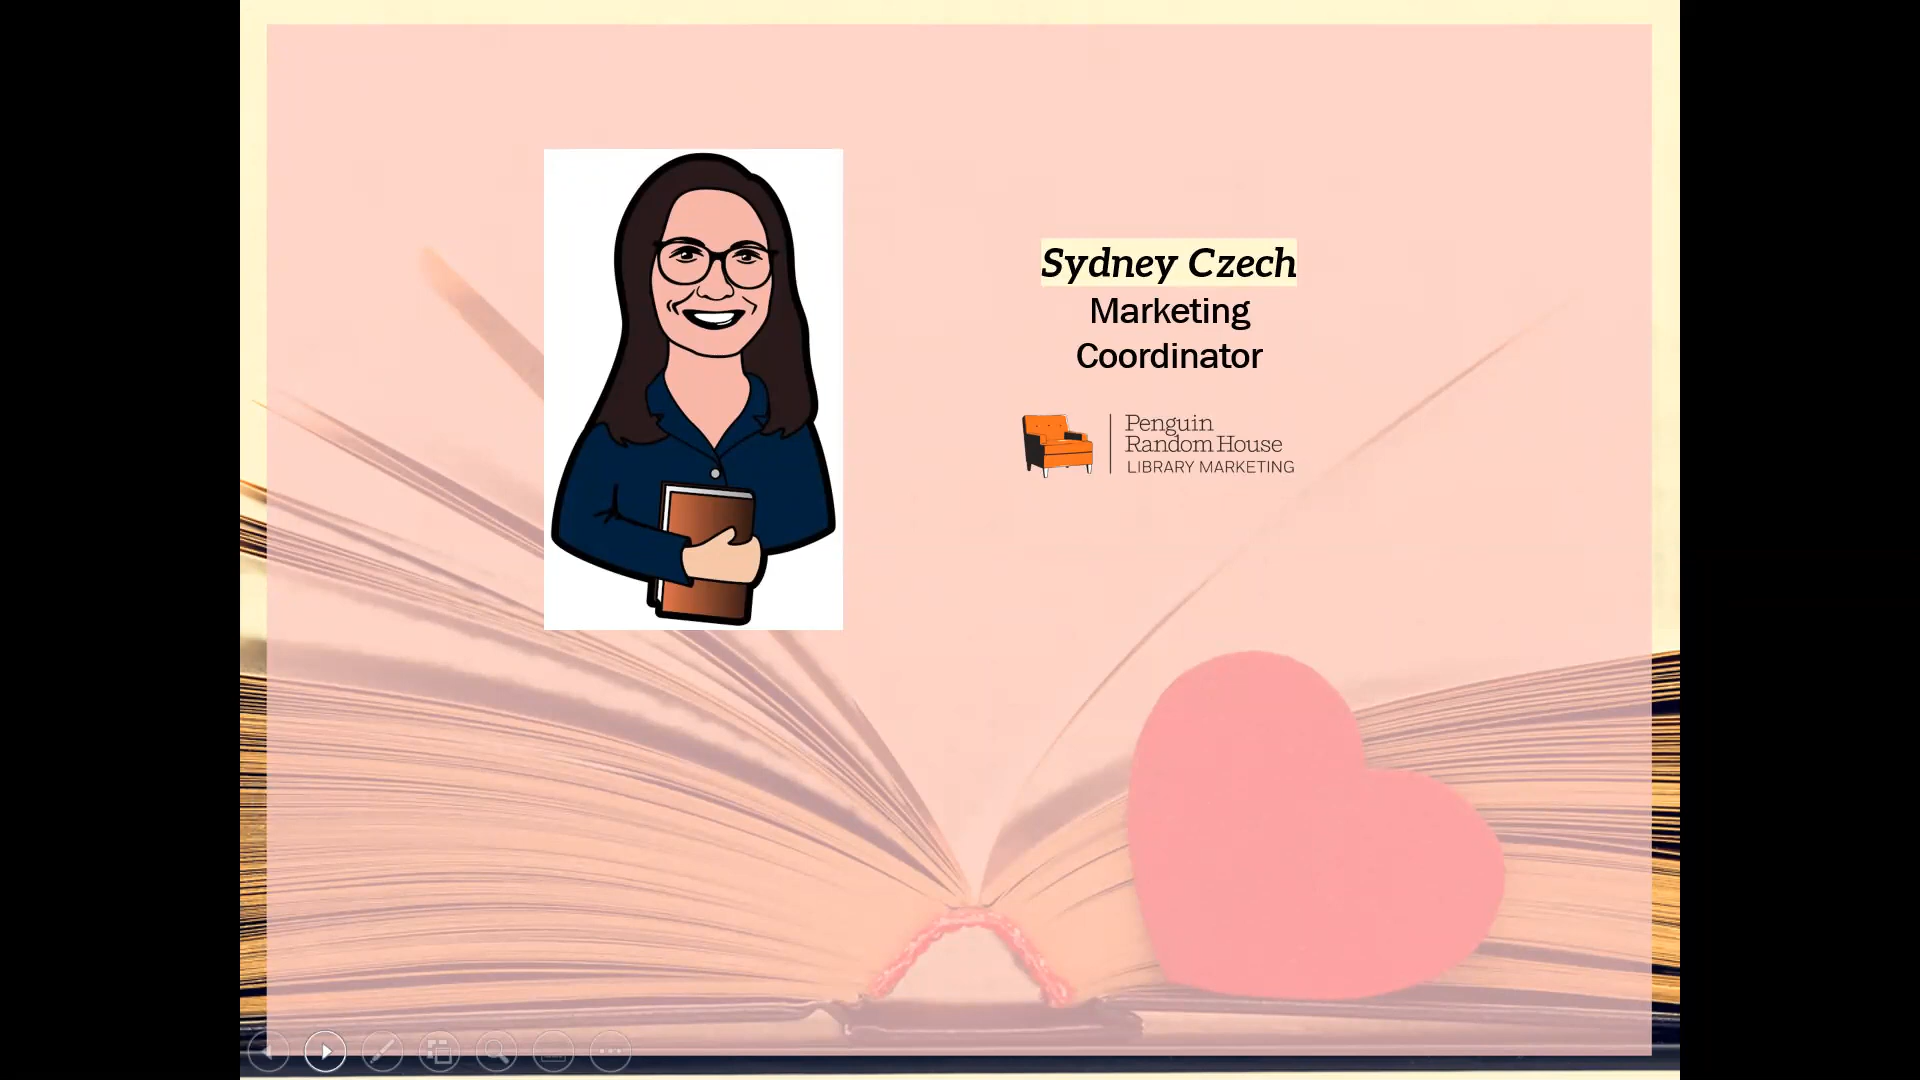 Sydney Czech
Marketing
Coordinator
Penguin
Random House
LIBRARY MARKETING